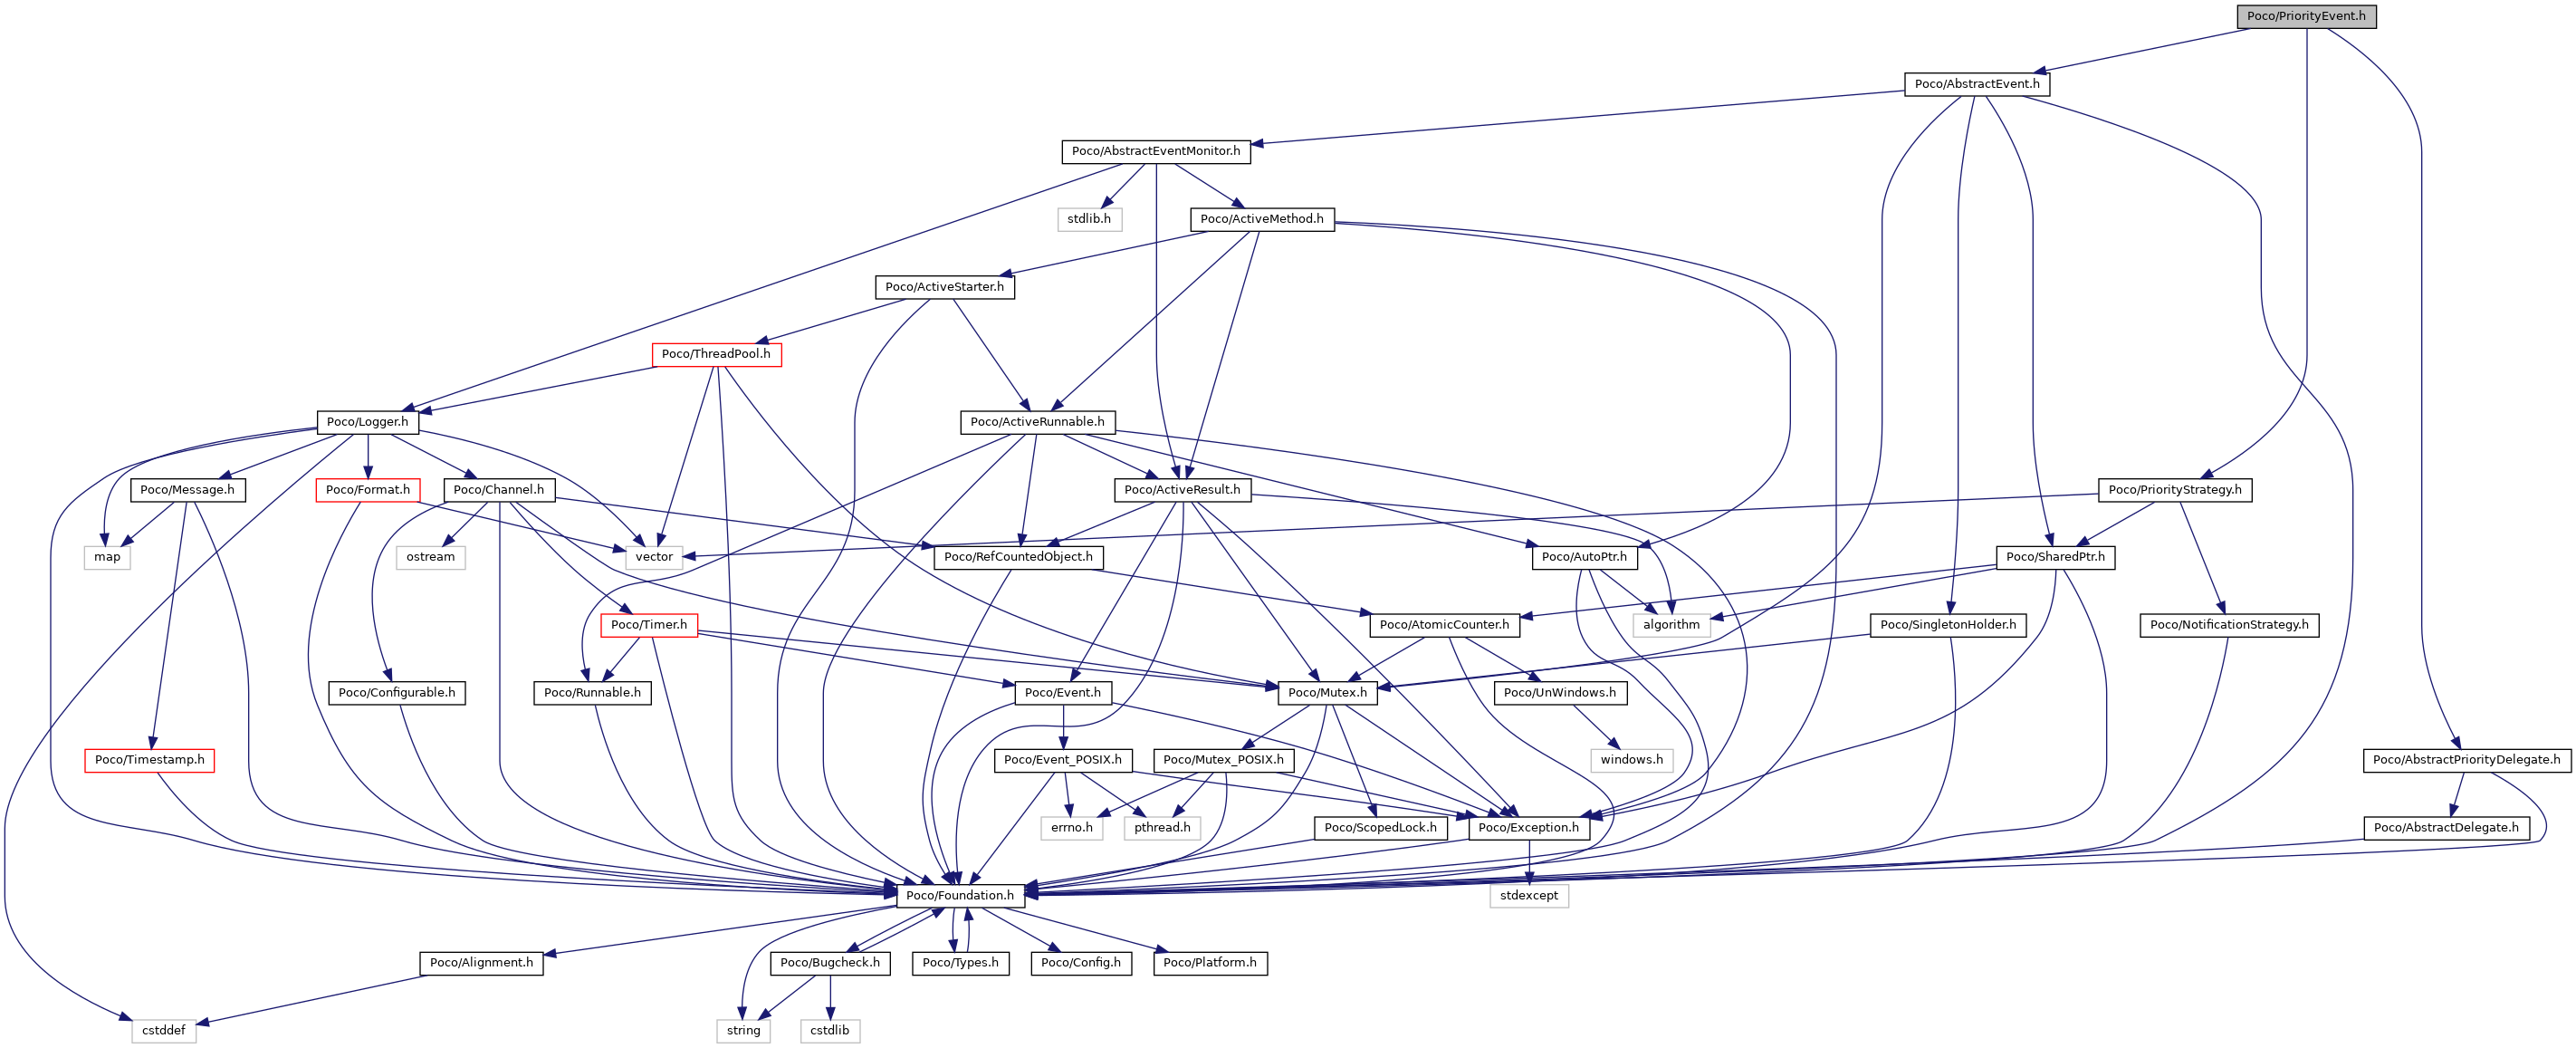 Poco/PriorityEvent.h
Poco/AbstractEvent.h
Poco/AbstractEventMonitor.h
stdlib.h
Poco/ActiveMethod.h
Poco/ActiveStarter.h
Poco/ThreadPool.h
Poco/Logger.h
Poco/ActiveRunnable.h
Poco/Message.h
Poco/Format.h
Poco/Channel.h
Poco/ActiveResult.h
Poco/PriorityStrategy.h
map
ostream
vector
Poco/RefCountedObject.h
Poco/AutoPtr.h
Poco/SharedPtr.h
Poco/Timer.h
Poco/AtomicCounter.h
algorithm
Poco/SingletonHolder.h
Poco/NotificationStrategy.h
Poco/Configurable.h
Poco/Runnable.h
Poco/Event.h
Poco/Mutex.h
Poco/UnWindows.h
Poco/Timestamp.h
Poco/Event_POSIX.h
Poco/Mutex_POSIX.h
windows.h
Poco/AbstractPriorityDelegate.h
errno.h
pthread.h
Poco/ScopedLock.h
Poco/Exception.h
Poco/AbstractDelegate.h
Poco/Foundation.h
stdexcept
Poco/Alignment.h
Poco/Bugcheck.h
Poco/Types.h
Poco/Config.h
Poco/Platform.h
cstddef
string
cstdlib